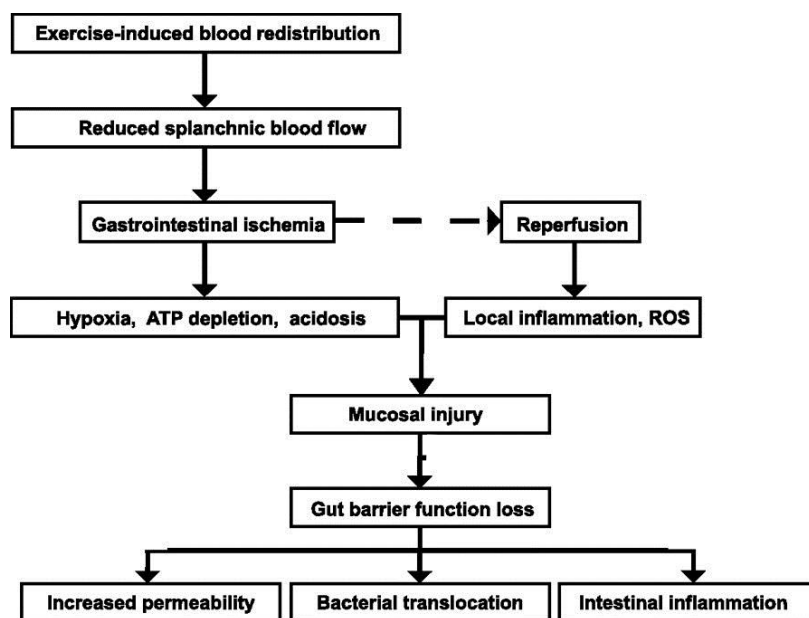 Exercise-induced blood redistribution
Reduced splanchnic blood flow
Gastrointestinal ischemia
Reperfusion
Hypoxia, ATP depletion, acidosis
Local inflammation, ROS
Mucosal injury
Gut barrier function loss
Increased permeability
Bacterial translocation
Intestinal inflammation